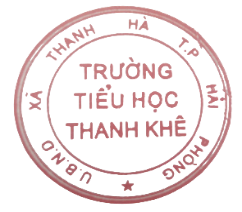 U.B.N.D XÃ THANH HÀ T.P HẢI PHÒNG
TRƯỜNG
TIỂU HỌC
THANH KHÊ
★